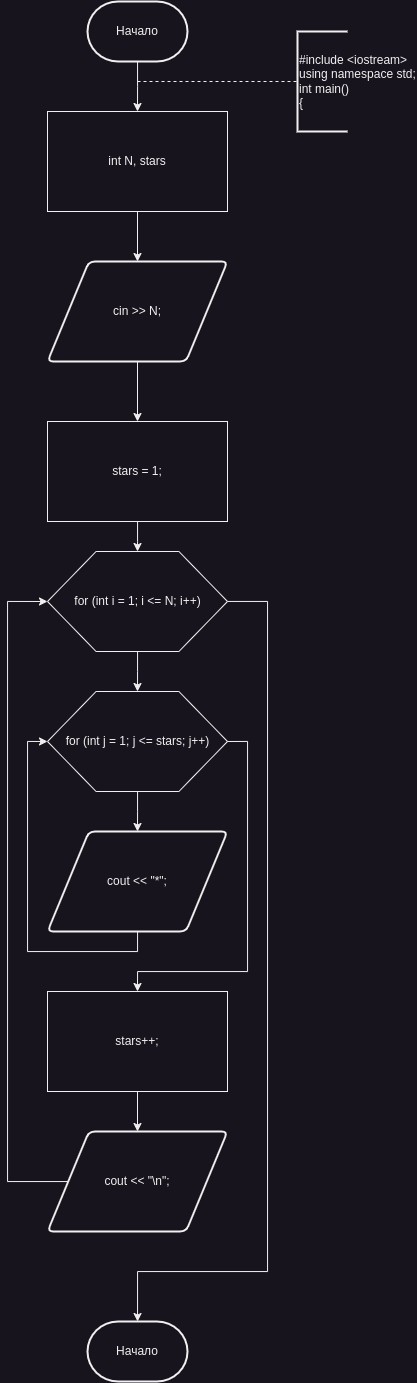 Начало
#include <iostream>
using namespace std;
int main()
{
int N, stars
cin >> N;
stars = 1;
for (int i = 1; i <= N; i++)
for (int j = 1; j <= stars; j++)
cout << "*";
stars++;
cout << "\n";
Начало